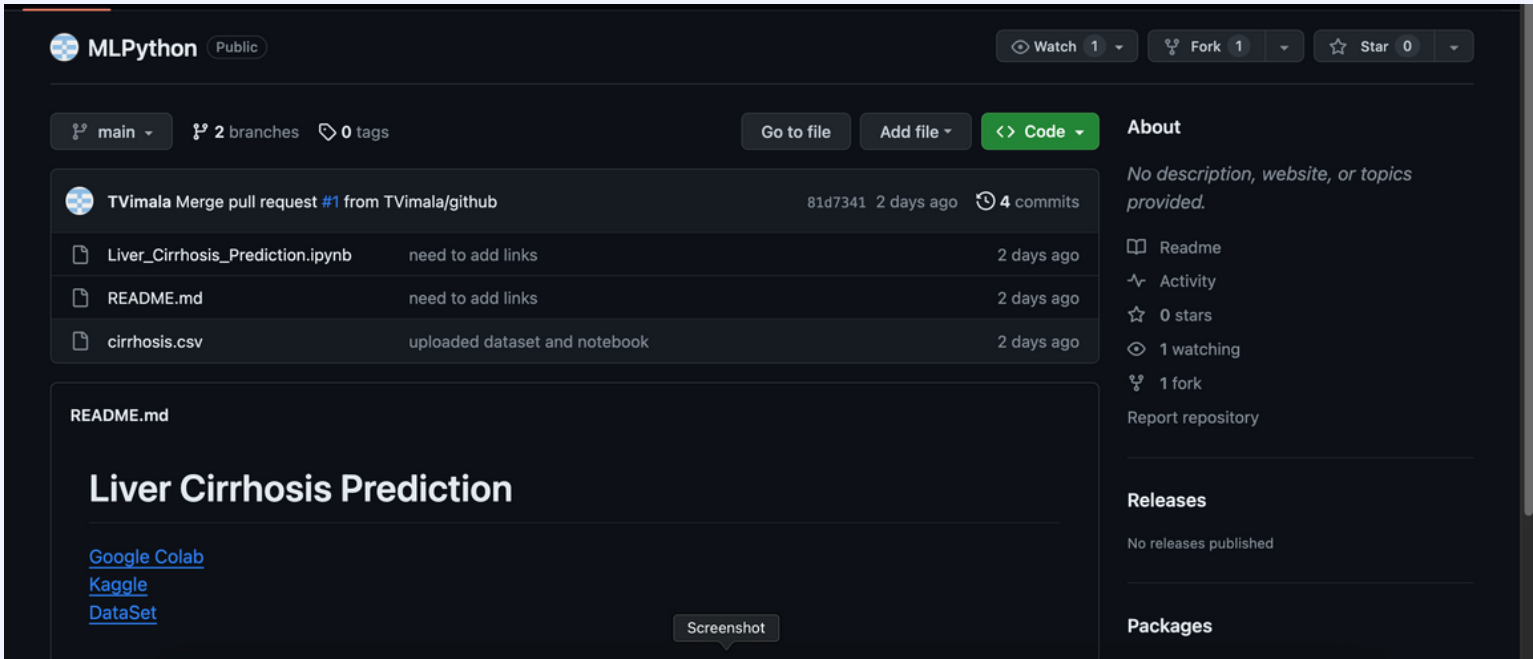 MLPython Public Watch 1 Fork 1 Star 0
main 2 branches 0 tags Go to file Add file Code
TVimala Merge pull request #1 from TVimala/github 81d7341 2 days ago 4 commits
Liver_Cirrhosis_Prediction.ipynb need to add links 2 days ago
README.md need to add links 2 days ago
cirrhosis.csv uploaded dataset and notebook 2 days ago
README.md
Liver Cirrhosis Prediction
Google Colab
Kaggle
DataSet
Screenshot
About
No description, website, or topics
provided.
Readme
Activity
0 stars
1 watching
1 fork
Report repository
Releases
No releases published
Packages